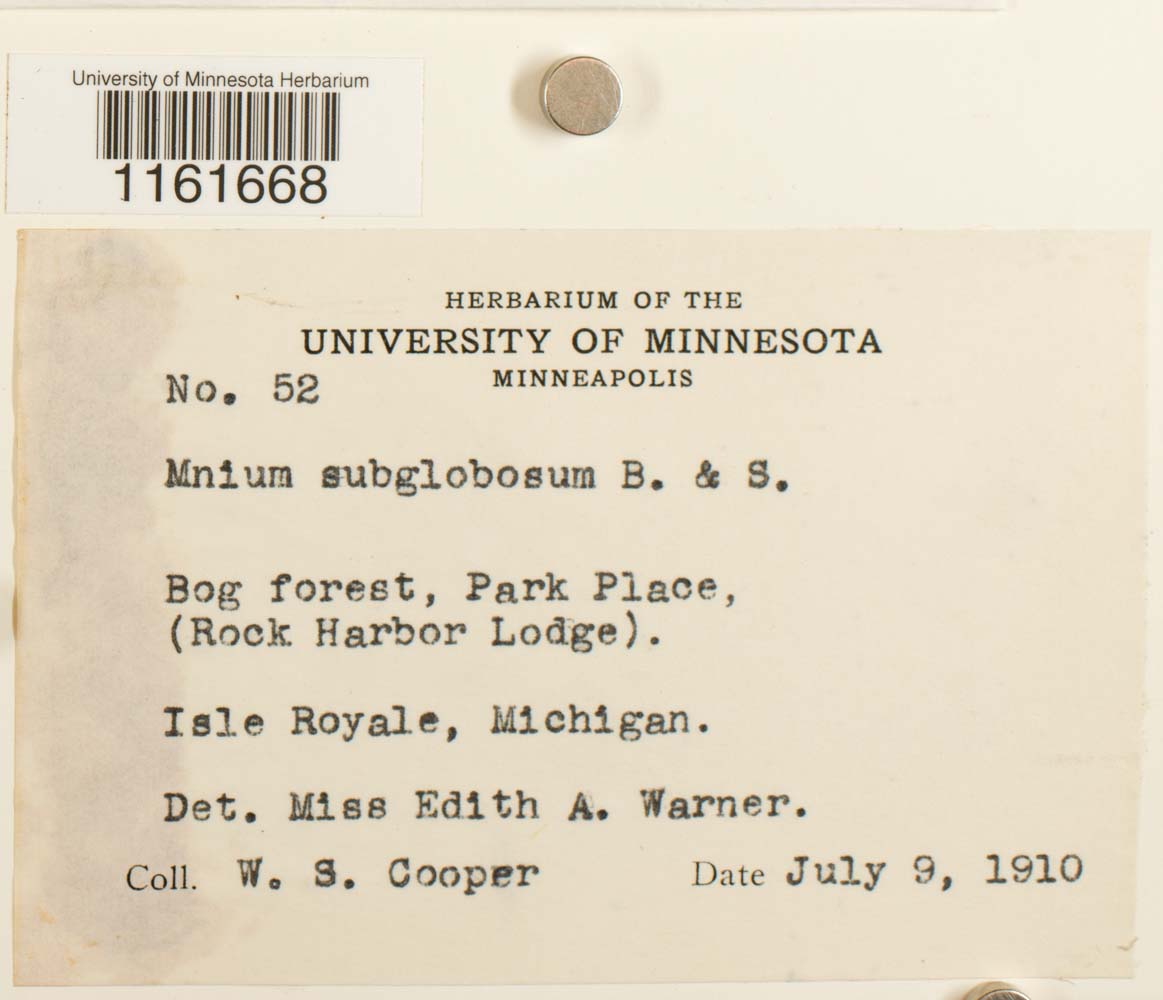 University of Minnesota Herbarium
1161668
HERBARIUM OF THE
UNIVERSITY OF MINNESOTA
MINNEAPOLIS
No. 52
Mnium subglobosum B. & S.
Bog forest, Park Place,
(Rock Harbor Lodge).
Isle Royale, Michigan.
Det. Miss Edith A. Warner.
Coll. W. S. Cooper Date July 9, 1910